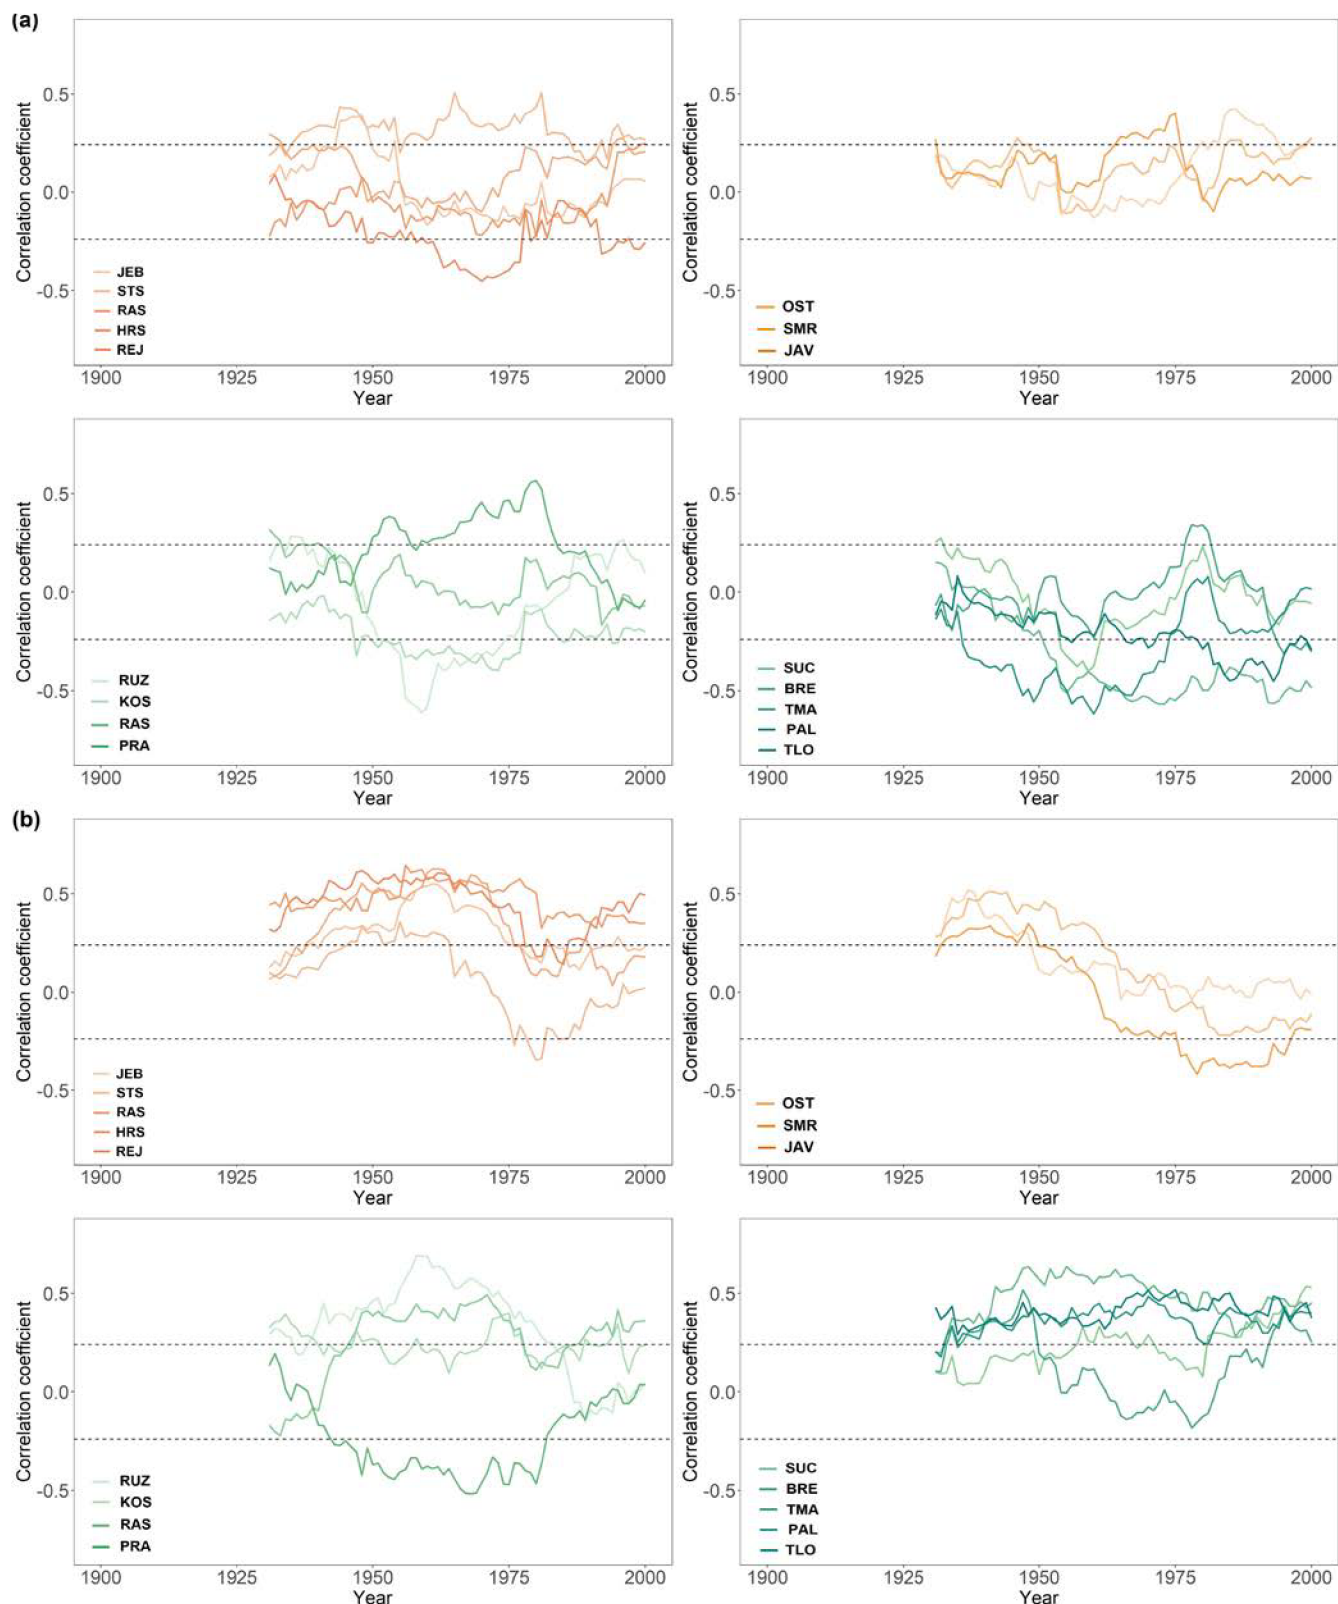 (a)
Correlation coefficient
0.5
0.0
-0.5
JEB
STS
RAS
HRS
REJ
1900 1925 1950 1975 2000
Year
Correlation coefficient
0.5
0.0
-0.5
OST
SMR
JAV
1900 1925 1950 1975 2000
Year
Correlation coefficient
0.5
0.0
-0.5
RUZ
KOS
RAS
PRA
1900 1925 1950 1975 2000
Year
Correlation coefficient
0.5
0.0
-0.5
SUC
BRE
TMA
PAL
TLO
1900 1925 1950 1975 2000
Year
(b)
Correlation coefficient
0.5
0.0
-0.5
JEB
STS
RAS
HRS
REJ
1900 1925 1950 1975 2000
Year
Correlation coefficient
0.5
0.0
-0.5
OST
SMR
JAV
1900 1925 1950 1975 2000
Year
Correlation coefficient
0.5
0.0
-0.5
RUZ
KOS
RAS
PRA
1900 1925 1950 1975 2000
Year
Correlation coefficient
0.5
0.0
-0.5
SUC
BRE
TMA
PAL
TLO
1900 1925 1950 1975 2000
Year